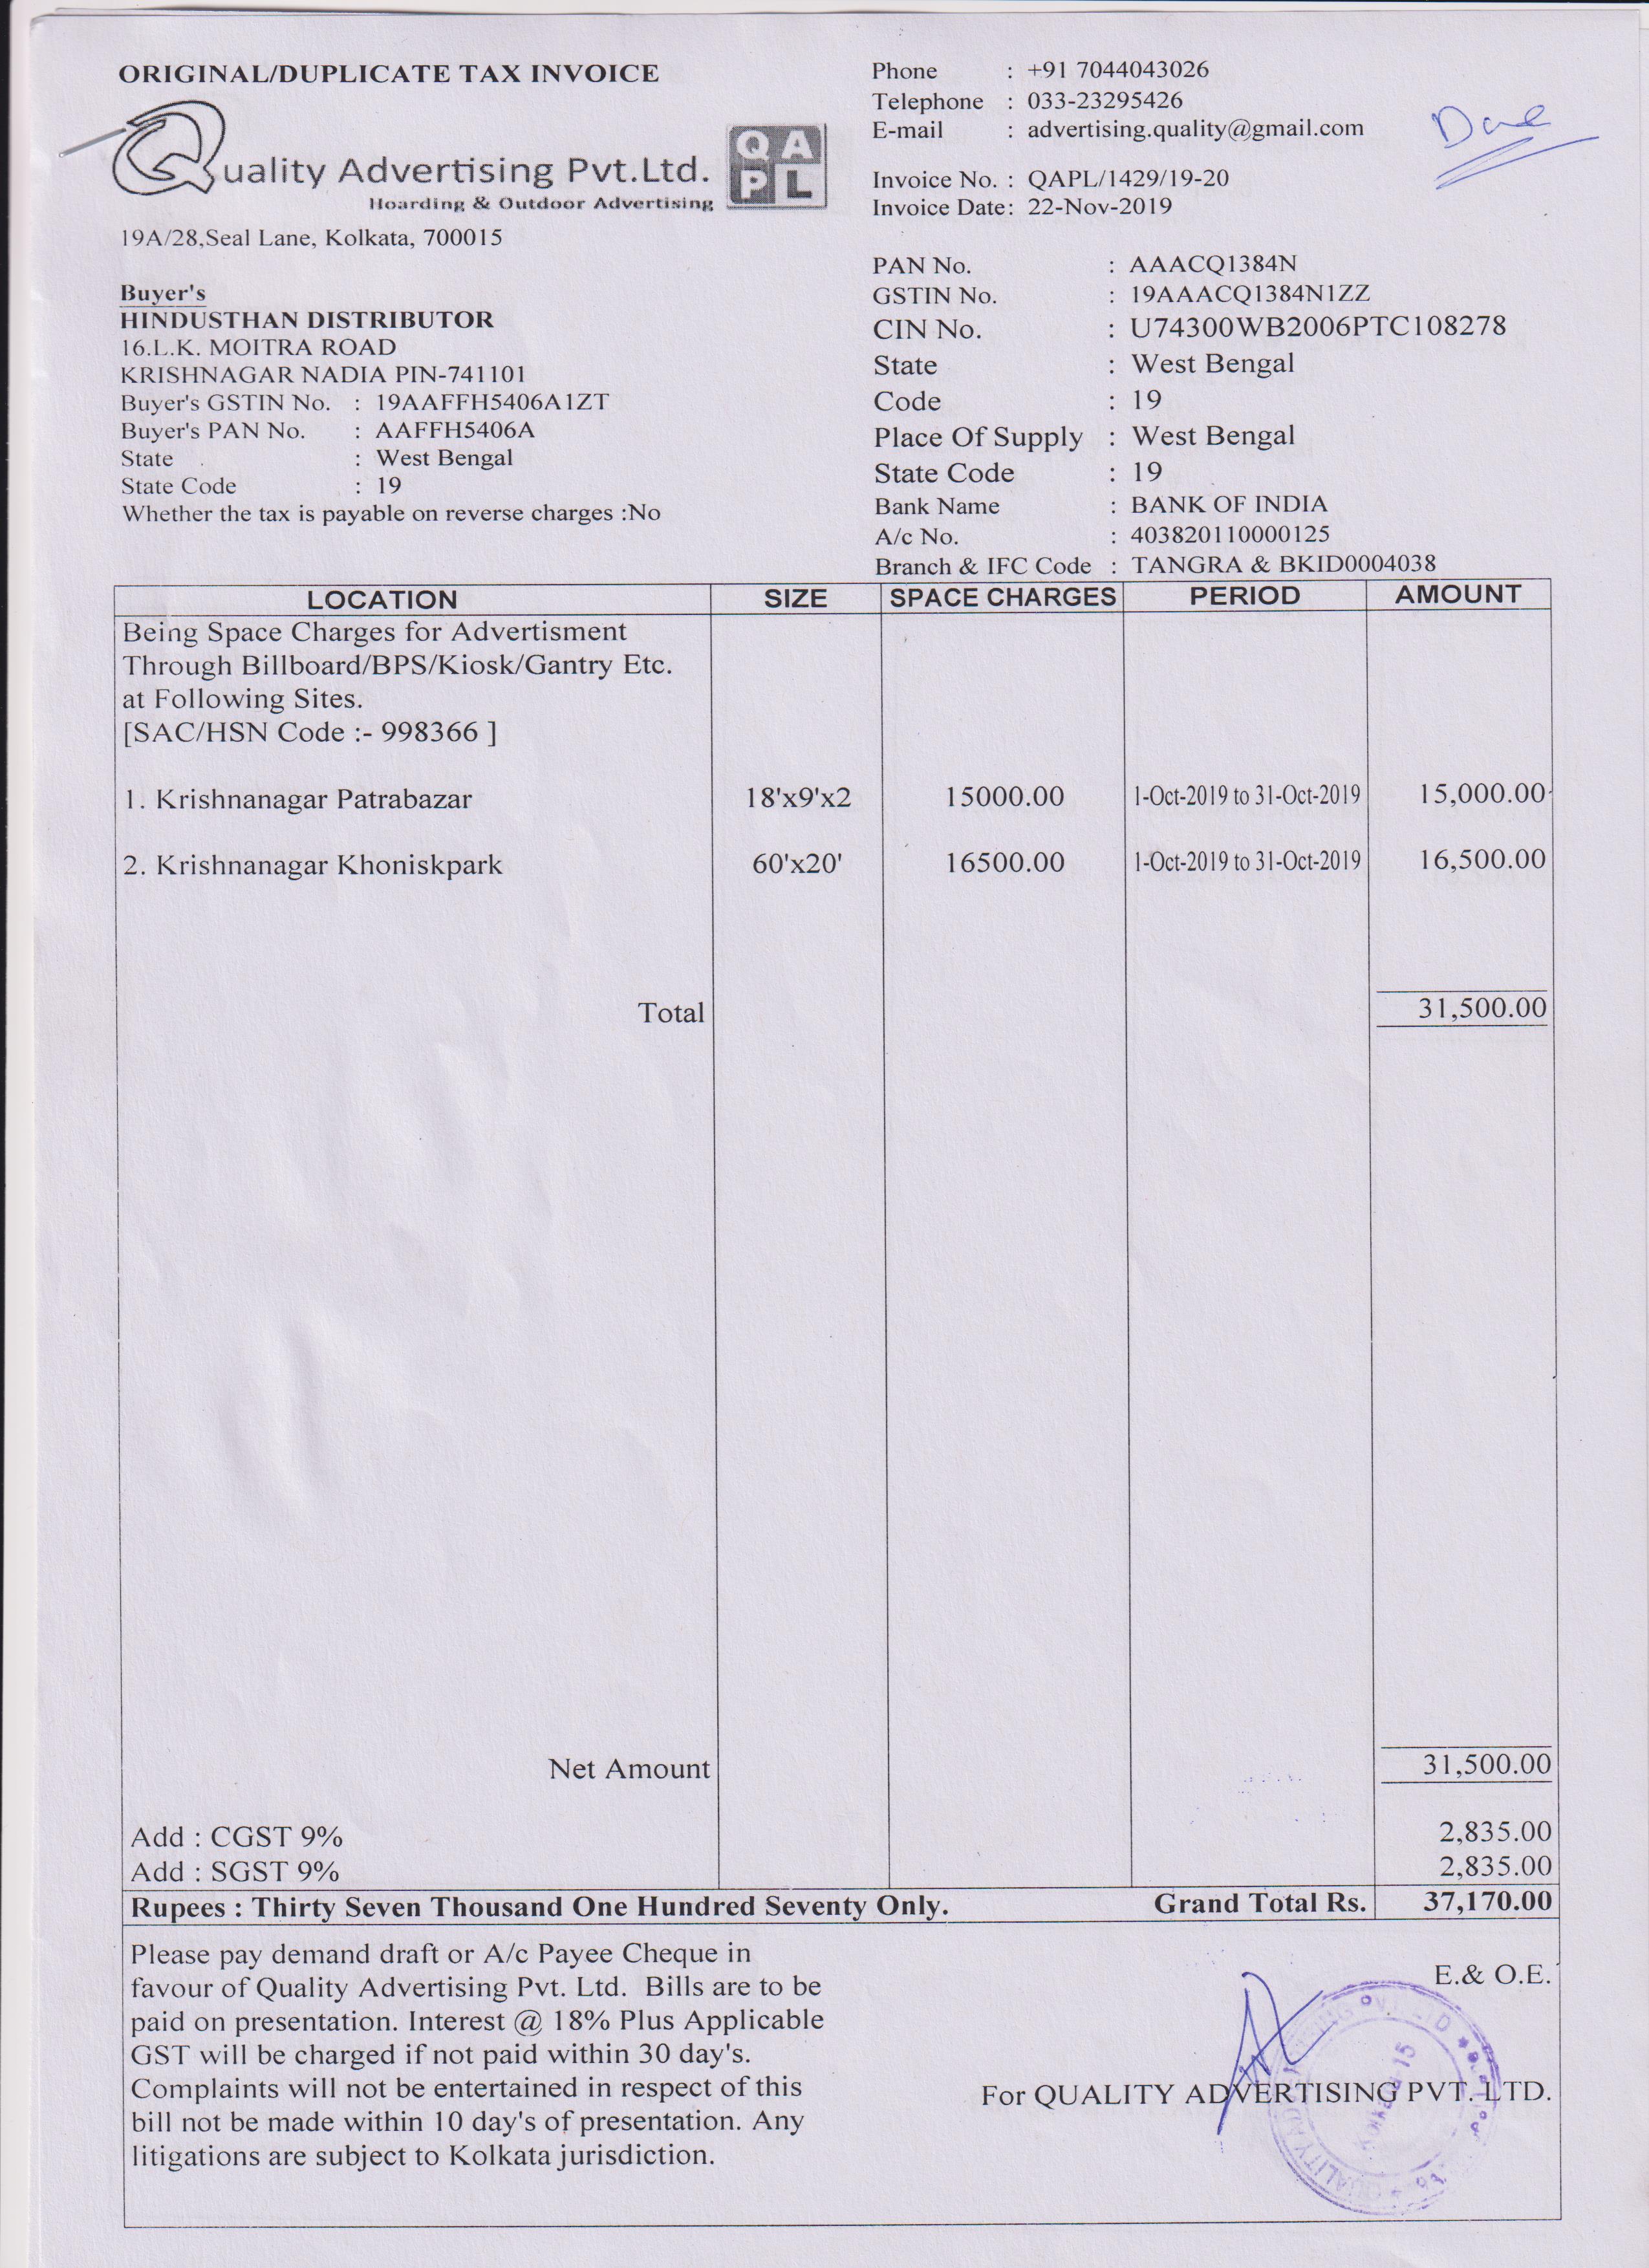 ORIGINAL/DUPLICATE TAX INVOICE
Quality Advertising Pvt.Ltd.
Hoarding & Outdoor Advertising
QA
PL
19A/28,Seal Lane, Kolkata, 700015
Phone : +91 7044043026
Telephone : 033-23295426
E-mail : advertising.quality@gmail.com
Invoice No. : QAPL/1429/19-20
Invoice Date: 22-Nov-2019
Buyer's
HINDUSTHAN DISTRIBUTOR
16.L.K. MOITRA ROAD
KRISHNAGAR NADIA PIN-741101
Buyer's GSTIN No. : 19AAFFH5406A1ZT
Buyer's PAN No. : AAFFH5406A
State : West Bengal
State Code : 19
Whether the tax is payable on reverse charges :No
PAN No. : AAACQ1384N
GSTIN No. : 19AAACQ1384N1ZZ
CIN No. : U74300WB2006PTC108278
State : West Bengal
Code : 19
Place Of Supply : West Bengal
State Code : 19
Bank Name : BANK OF INDIA
A/c No. : 403820110000125
Branch & IFC Code : TANGRA & BKID0004038
LOCATION SIZE SPACE CHARGES PERIOD AMOUNT
Being Space Charges for Advertisment
Through Billboard/BPS/Kiosk/Gantry Etc.
at Following Sites.
[SAC/HSN Code :- 998366 ]
1. Krishnanagar Patrabazar 18'x9'x2 15000.00 1-Oct-2019 to 31-Oct-2019 15,000.00
2. Krishnanagar Khoniskpark 60'x20' 16500.00 1-Oct-2019 to 31-Oct-2019 16,500.00
Total 31,500.00
Net Amount 31,500.00
Add : CGST 9% 2,835.00
Add : SGST 9% 2,835.00
Rupees : Thirty Seven Thousand One Hundred Seventy Only. Grand Total Rs. 37,170.00
Please pay demand draft or A/c Payee Cheque in
favour of Quality Advertising Pvt. Ltd. Bills are to be
paid on presentation. Interest @ 18% Plus Applicable
GST will be charged if not paid within 30 day's.
Complaints will not be entertained in respect of this
bill not be made within 10 day's of presentation. Any
litigations are subject to Kolkata jurisdiction.
E.& O.E.
For QUALITY ADVERTISING PVT. LTD.